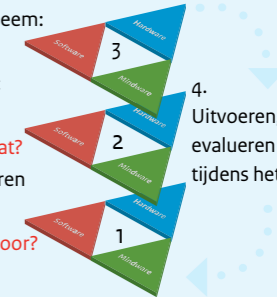 eem:
Hardware
Software
3
Mindware
4.
Hardware
Uitvoeren,
at?
Software
2
evalueren
ren
Mindware
tijdens het
Hardware
oor?
Software
1
Mindware